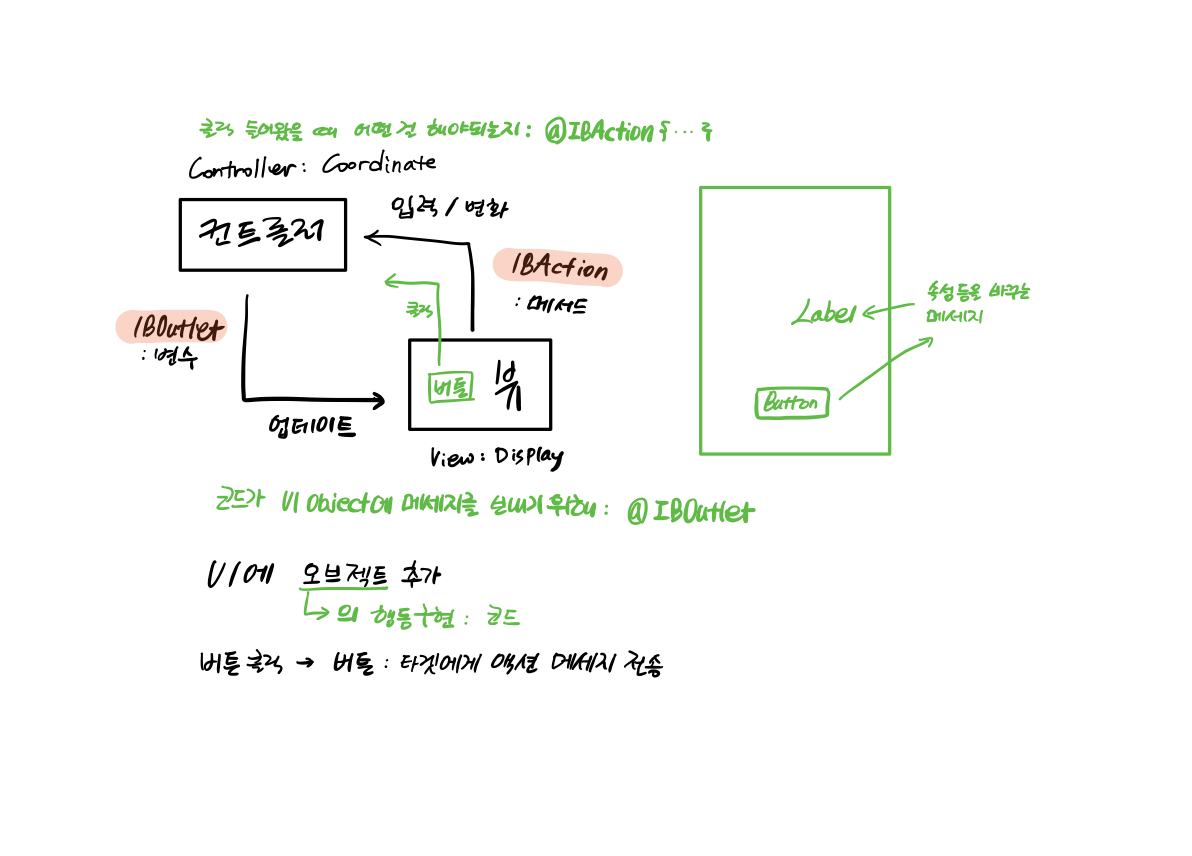 클릭 들어왔을 때 어떤 걸 해야되는지 : @IBAction { ... }
Controller : Coordinate
컨트롤러
입력 / 변화
IBAction
: 메서드
클릭
IBOutlet
: 변수
버튼
뷰
업데이트
View : Display
Label
속성 등을 바꾸는
메세지
Button
코드가 UI Object에 메세지를 보내기 위해 : @IBOutlet
UI에 오브젝트 추가
의 행동구현 : 코드
버튼 클릭 → 버튼 : 타겟에게 액션 메세지 전송